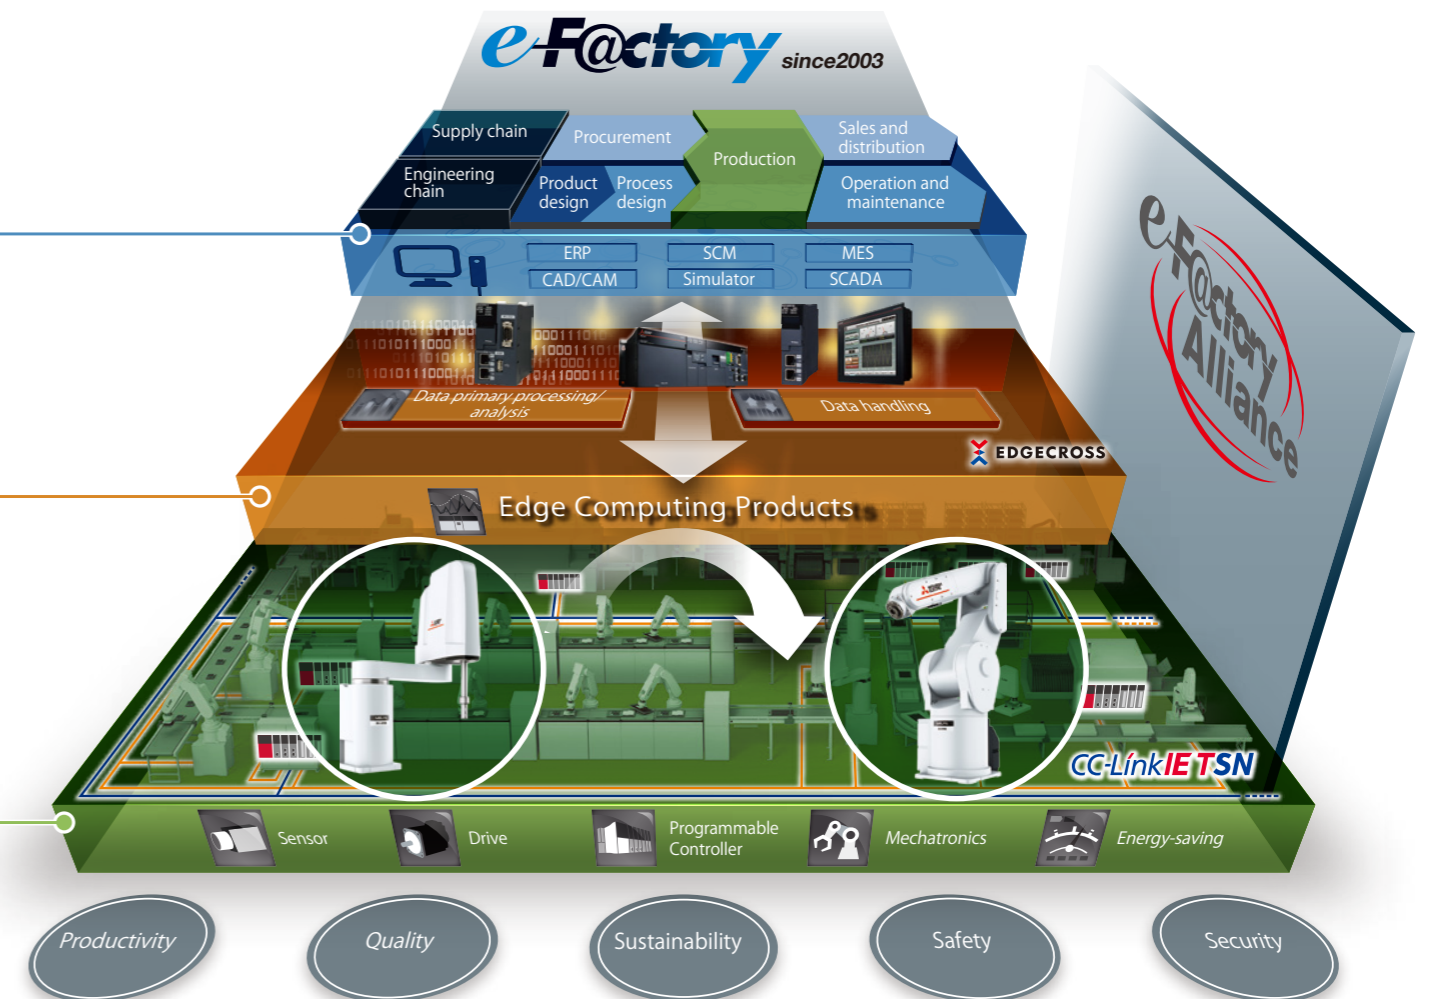 e-F@ctory since2003
Supply chain
Procurement
Production
Sales and
distribution
Engineering
chain
Product
design
Process
design
Operation and
maintenance
ERP
SCM
MES
CAD/CAM
Simulator
SCADA
Data primary processing/
analysis
Data handling
EDGECROSS
Edge Computing Products
e-F@ctory
Alliance
CC-Link IE TSN
Sensor
Drive
Programmable
Controller
Mechatronics
Energy-saving
Productivity
Quality
Sustainability
Safety
Security